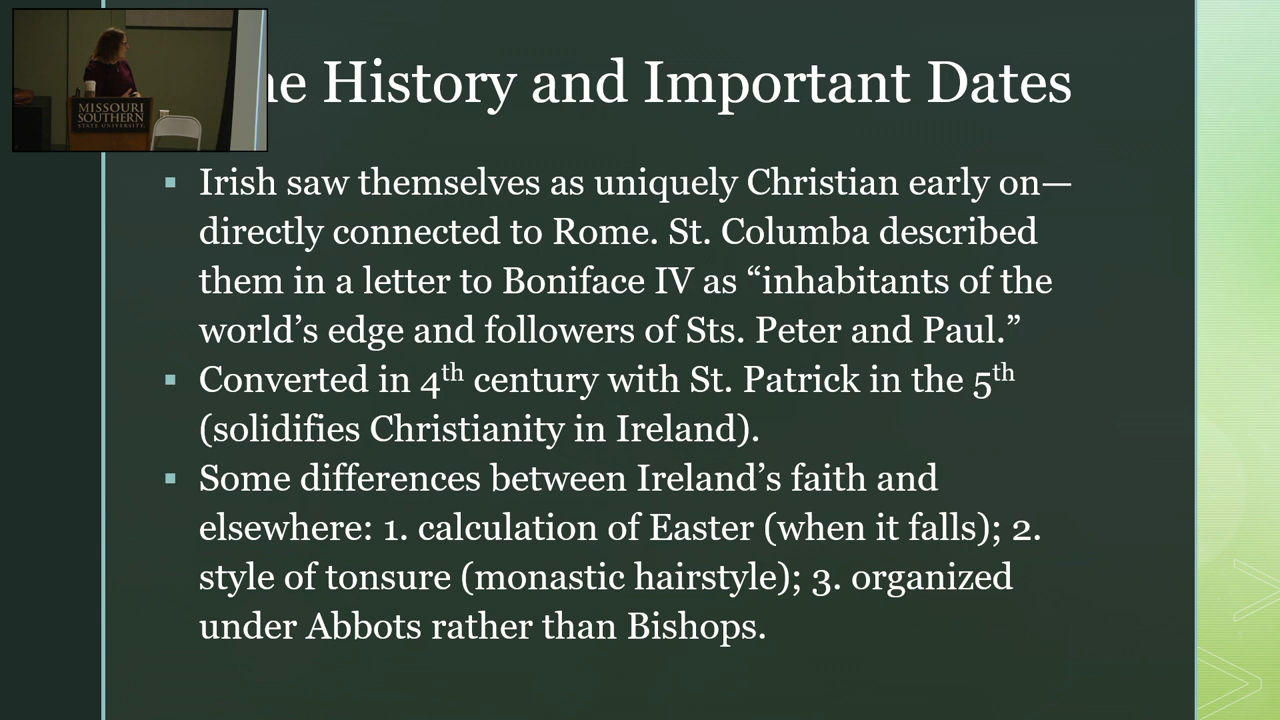 MISSOURI
SOUTHERN
STATE UNIVERSITY
History and Important Dates
Irish saw themselves as uniquely Christian early on—
directly connected to Rome. St. Columba described
them in a letter to Boniface IV as “inhabitants of the
world’s edge and followers of Sts. Peter and Paul.”
Converted in 4th century with St. Patrick in the 5th
(solidifies Christianity in Ireland).
Some differences between Ireland’s faith and
elsewhere: 1. calculation of Easter (when it falls); 2.
style of tonsure (monastic hairstyle); 3. organized
under Abbots rather than Bishops.